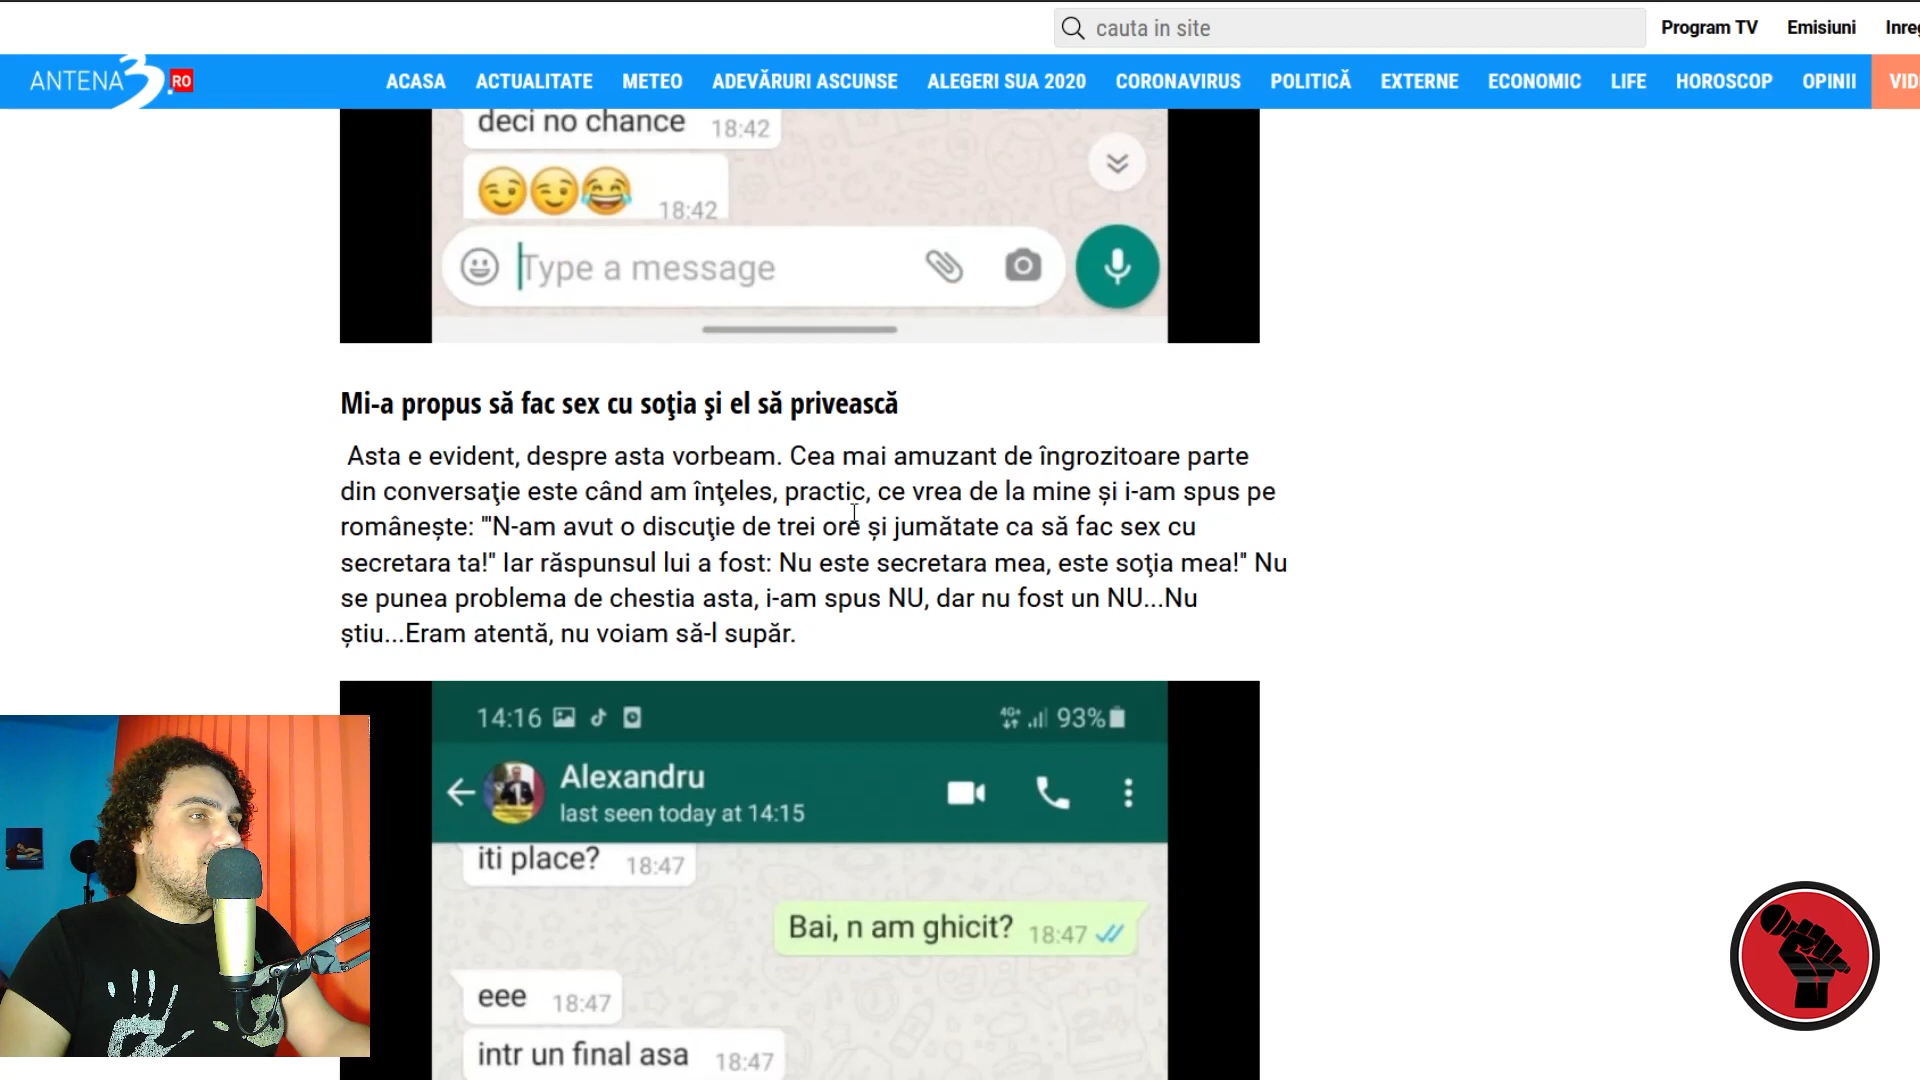 cauta in site
Program TV Emisiuni
ANTENA 3.RO ACASA ACTUALITATE METEO ADEVĂRURI ASCUNSE ALEGERI SUA 2020 CORONAVIRUS POLITICĂ EXTERNE ECONOMIC LIFE HOROSCOP OPINII
deci no chance 18:42
😉😉😂 18:42
Type a message
Mi-a propus să fac sex cu soţia şi el să privească
Asta e evident, despre asta vorbeam. Cea mai amuzant de îngrozitoare parte
din conversaţie este când am înţeles, practic, ce vrea de la mine și i-am spus pe
românește: "'N-am avut o discuţie de trei ore și jumătate ca să fac sex cu
secretara ta!" Iar răspunsul lui a fost: Nu este secretara mea, este soţia mea!" Nu
se punea problema de chestia asta, i-am spus NU, dar nu fost un NU...Nu
știu...Eram atentă, nu voiam să-l supăr.
14:16 4G+ 93%
Alexandru
last seen today at 14:15
iti place? 18:47
Bai, n am ghicit? 18:47
eee 18:47
intr un final asa 18:47